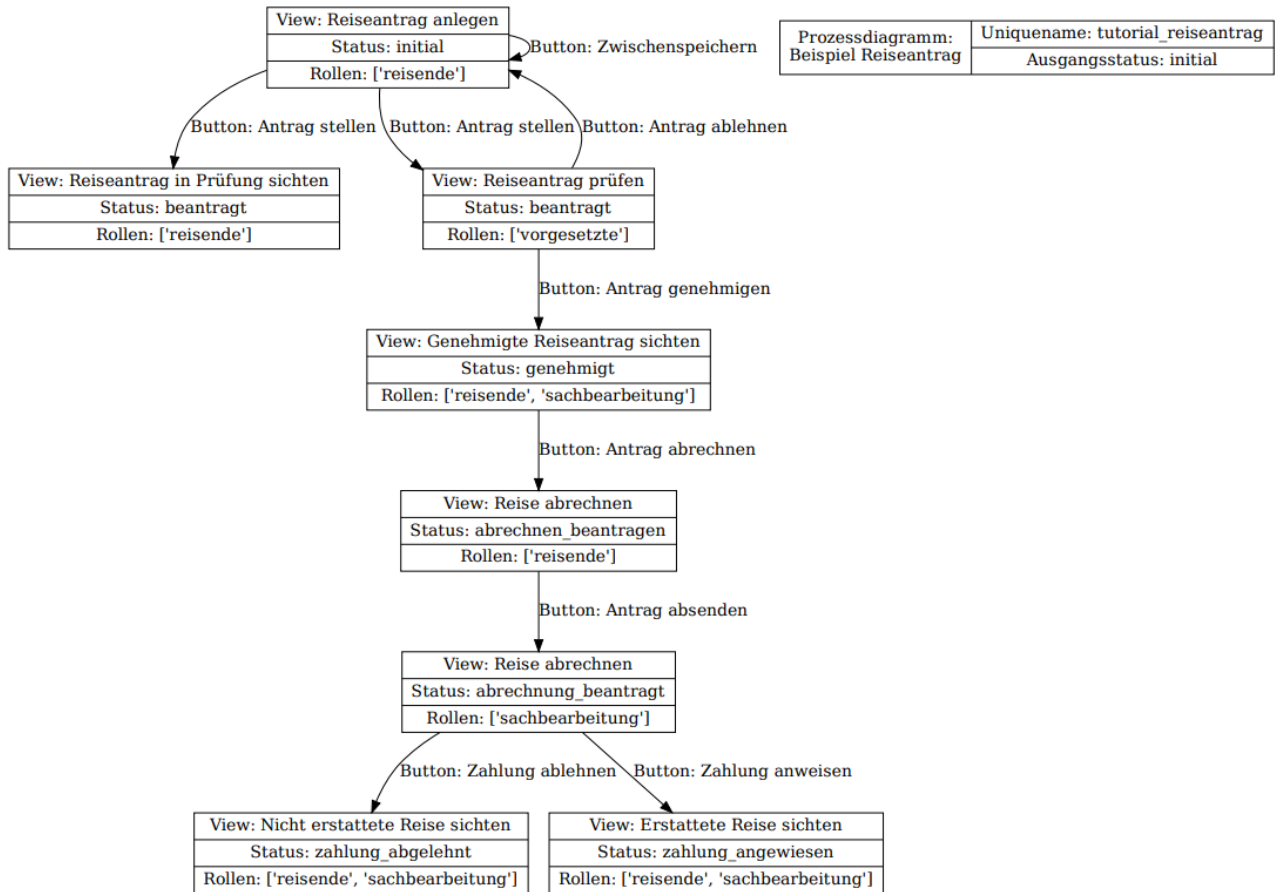 View: Reiseantrag anlegen
Status: initial
Rollen: ['reisende']
Button: Zwischenspeichern
Prozessdiagramm:
Beispiel Reiseantrag
Uniquename: tutorial_reiseantrag
Ausgangsstatus: initial
Button: Antrag stellen
Button: Antrag stellen
Button: Antrag ablehnen
View: Reiseantrag in Prüfung sichten
Status: beantragt
Rollen: ['reisende']
View: Reiseantrag prüfen
Status: beantragt
Rollen: ['vorgesetzte']
Button: Antrag genehmigen
View: Genehmigte Reiseantrag sichten
Status: genehmigt
Rollen: ['reisende', 'sachbearbeitung']
Button: Antrag abrechnen
View: Reise abrechnen
Status: abrechnen_beantragen
Rollen: ['reisende']
Button: Antrag absenden
View: Reise abrechnen
Status: abrechnung_beantragt
Rollen: ['sachbearbeitung']
Button: Zahlung ablehnen
Button: Zahlung anweisen
View: Nicht erstattete Reise sichten
Status: zahlung_abgelehnt
Rollen: ['reisende', 'sachbearbeitung']
View: Erstattete Reise sichten
Status: zahlung_angewiesen
Rollen: ['reisende', 'sachbearbeitung']